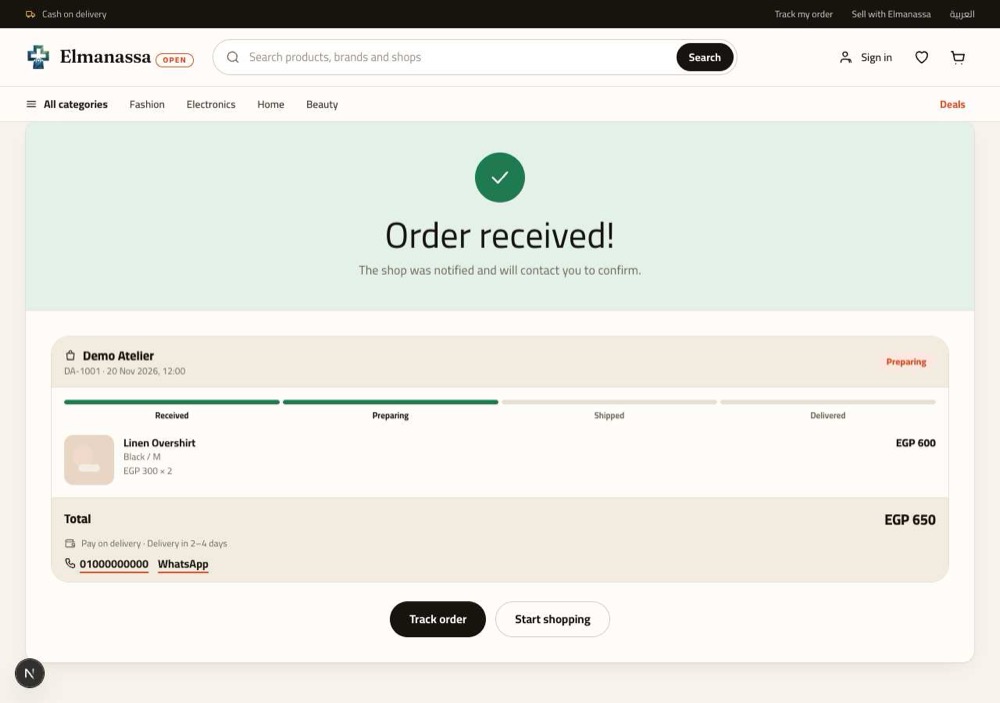 Cash on delivery
Track my order
Sell with Elmanassa
العربية
Elmanassa OPEN
Search products, brands and shops
Search
Sign in
All categories
Fashion
Electronics
Home
Beauty
Deals
Order received!
The shop was notified and will contact you to confirm.
Demo Atelier
DA-1001 · 20 Nov 2026, 12:00
Preparing
Received
Preparing
Shipped
Delivered
Linen Overshirt
EGP 600
Black / M
EGP 300 × 2
Total
EGP 650
Pay on delivery · Delivery in 2–4 days
01000000000 WhatsApp
Track order
Start shopping
N